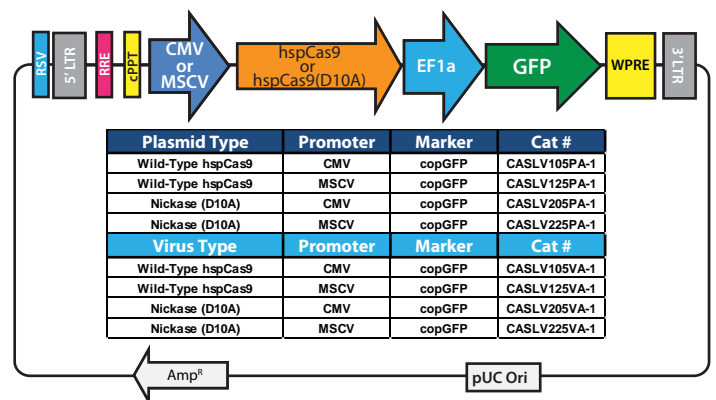 RSV
5' LTR
RRE
cPPT
CMV
or
MSCV
hspCas9
or
hspCas9(D10A)
EF1a
GFP
WPRE
3' LTR
Plasmid Type Promoter Marker Cat #
Wild-Type hspCas9 CMV copGFP CASLV105PA-1
Wild-Type hspCas9 MSCV copGFP CASLV125PA-1
Nickase (D10A) CMV copGFP CASLV205PA-1
Nickase (D10A) MSCV copGFP CASLV225PA-1
Virus Type Promoter Marker Cat #
Wild-Type hspCas9 CMV copGFP CASLV105VA-1
Wild-Type hspCas9 MSCV copGFP CASLV125VA-1
Nickase (D10A) CMV copGFP CASLV205VA-1
Nickase (D10A) MSCV copGFP CASLV225VA-1
Amp^R
pUC Ori